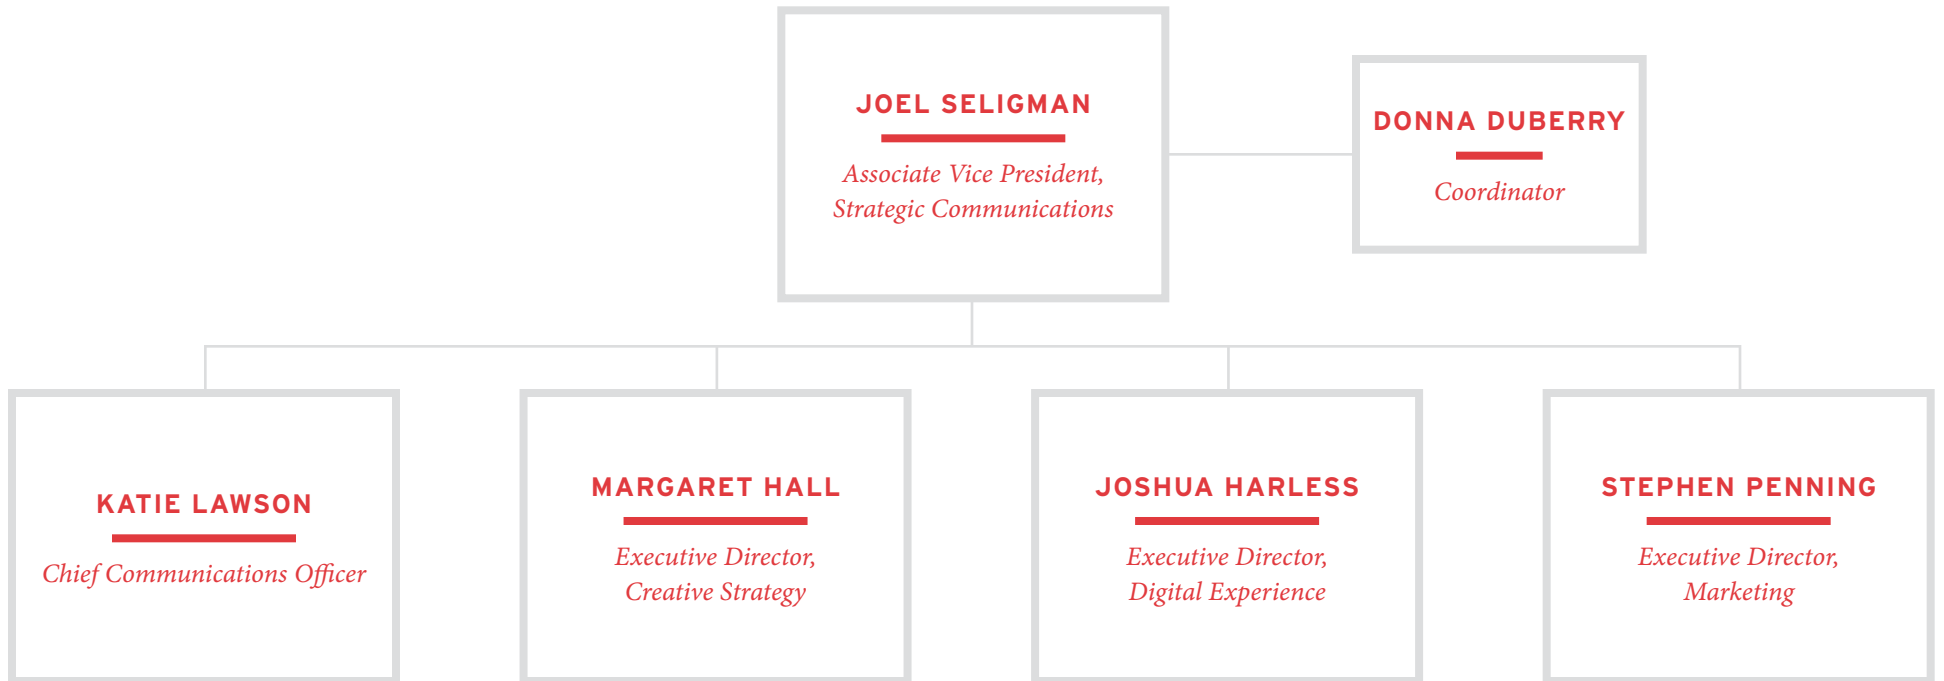 JOEL SELIGMAN
Associate Vice President,
Strategic Communications
DONNA DUBERRY
Coordinator
KATIE LAWSON
Chief Communications Officer
MARGARET HALL
Executive Director,
Creative Strategy
JOSHUA HARLESS
Executive Director,
Digital Experience
STEPHEN PENNING
Executive Director,
Marketing